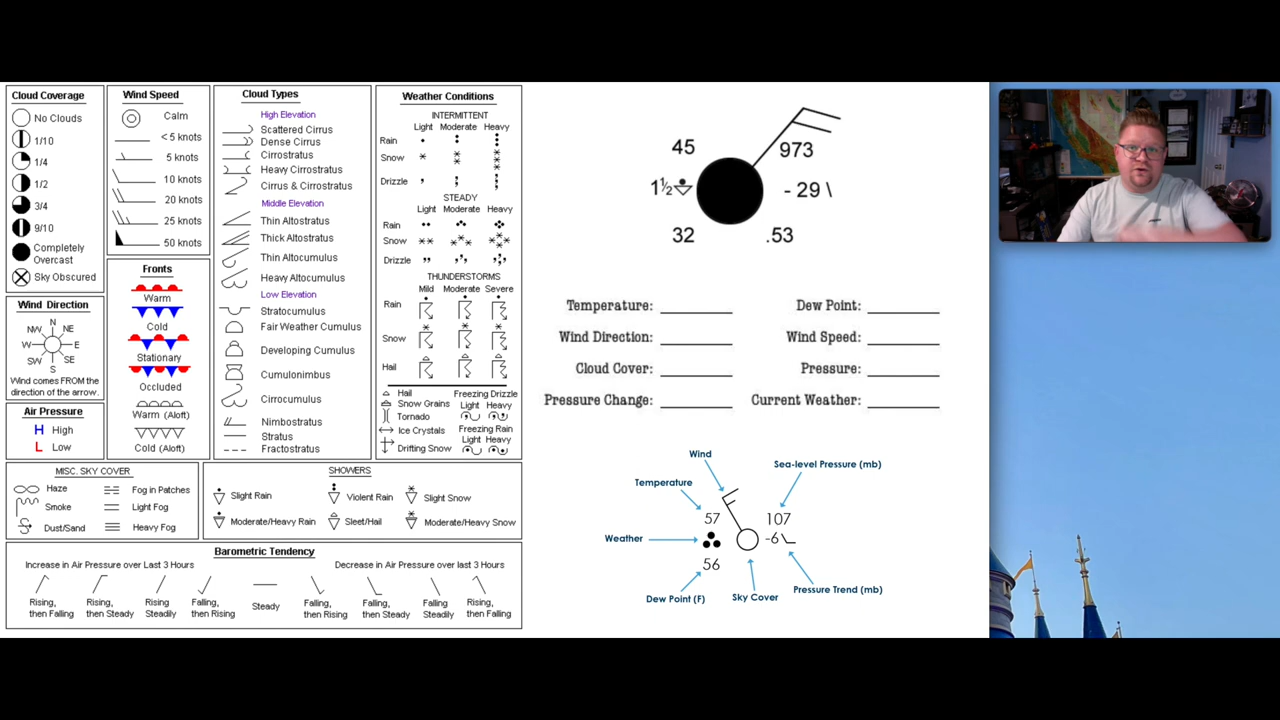 Cloud Coverage
No Clouds
1/10
1/4
1/2
3/4
9/10
Completely
Overcast
Sky Obscured
Wind Direction
N
NW
NE
W
E
SW
SE
S
Wind comes FROM the
direction of the arrow.
Air Pressure
H High
L Low
Wind Speed
Calm
< 5 knots
5 knots
10 knots
20 knots
25 knots
50 knots
Fronts
Warm
Cold
Stationary
Occluded
Warm (Aloft)
Cold (Aloft)
Cloud Types
High Elevation
Scattered Cirrus
Dense Cirrus
Cirrostratus
Heavy Cirrostratus
Cirrus & Cirrostratus
Middle Elevation
Thin Altostratus
Thick Altostratus
Thin Altocumulus
Heavy Altocumulus
Low Elevation
Stratocumulus
Fair Weather Cumulus
Developing Cumulus
Cumulonimbus
Cirrocumulus
Nimbostratus
Stratus
Fractostratus
Weather Conditions
INTERMITTENT
Light Moderate Heavy
Rain
Snow
Drizzle
STEADY
Light Moderate Heavy
Rain
Snow
Drizzle
THUNDERSTORMS
Mild Moderate Severe
Rain
Snow
Hail
Hail
Snow Grains
Tornado
Ice Crystals
Drifting Snow
Freezing Drizzle
Light Heavy
Freezing Rain
Light Heavy
MISC. SKY COVER
Haze
Fog in Patches
Smoke
Light Fog
Dust/Sand
Heavy Fog
SHOWERS
Slight Rain
Violent Rain
Slight Snow
Moderate/Heavy Rain
Sleet/Hail
Moderate/Heavy Snow
Barometric Tendency
Increase in Air Pressure over Last 3 Hours
Decrease in Air Pressure over last 3 Hours
Rising,
then Falling
Rising,
then Steady
Rising
Steadily
Falling,
then Rising
Steady
Falling,
then Rising
Falling,
then Steady
Falling
Steadily
Rising,
then Falling
45
973
1½
- 29 \
32
.53
Temperature:
Dew Point:
Wind Direction:
Wind Speed:
Cloud Cover:
Pressure:
Pressure Change:
Current Weather:
Wind
Sea-level Pressure (mb)
Temperature
57
107
Weather
-6
56
Dew Point (F)
Sky Cover
Pressure Trend (mb)